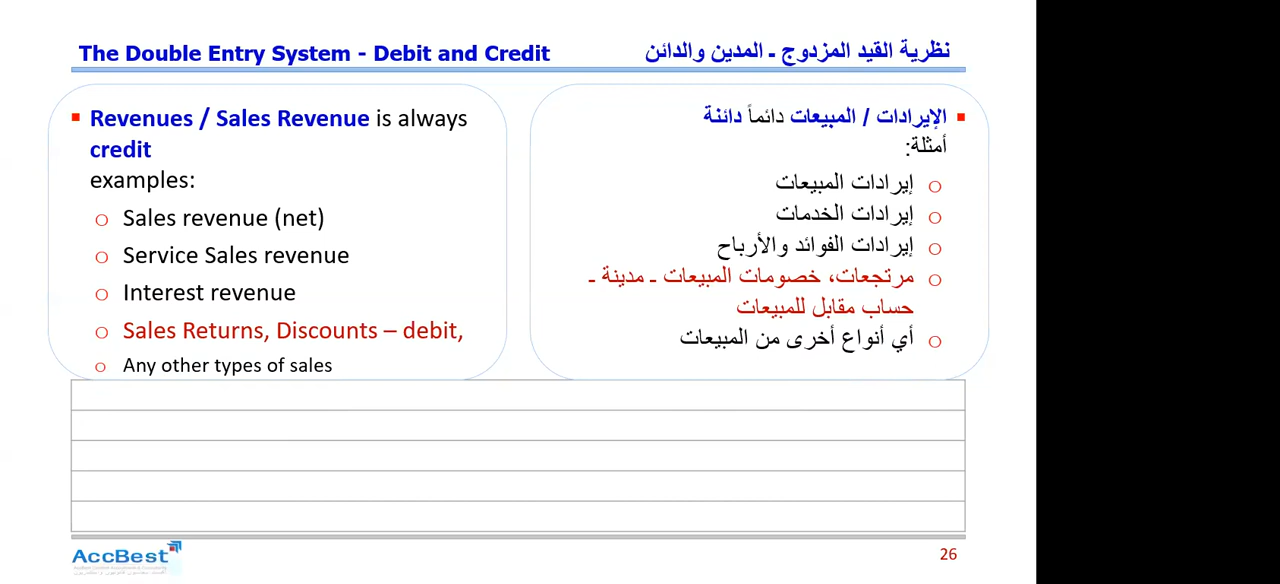 The Double Entry System - Debit and Credit
نظرية القيد المزدوج - المدين والدائن
Revenues / Sales Revenue is always
credit
examples:
Sales revenue (net)
Service Sales revenue
Interest revenue
Sales Returns, Discounts – debit,
Any other types of sales
الإيرادات / المبيعات دائماً دائنة
أمثلة:
إيرادات المبيعات
إيرادات الخدمات
إيرادات الفوائد والأرباح
مرتجعات، خصومات المبيعات - مدينة -
حساب مقابل للمبيعات
أي أنواع أخرى من المبيعات
AccBest
26